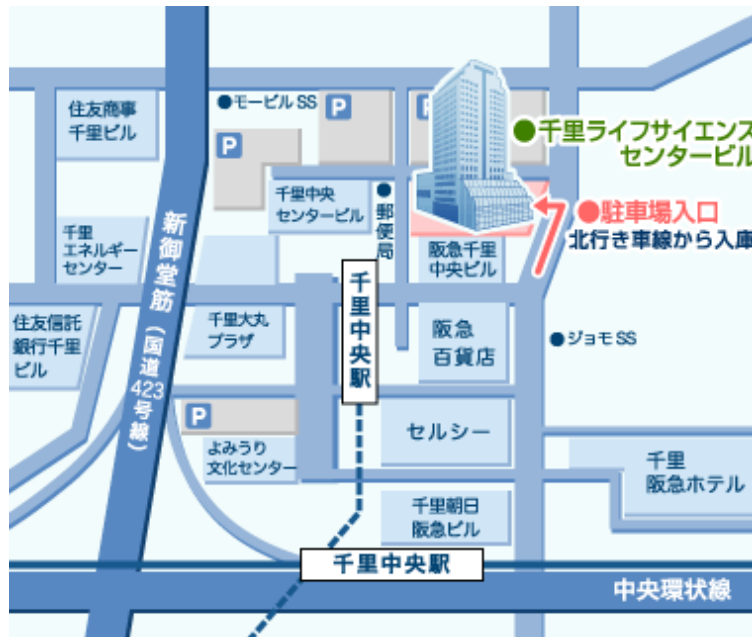 住友商事
千里ビル
●モービルSS
P
P
P
●千里ライフサイエンス
センタービル
千里中央
センタービル
●郵便局
●駐車場入口
北行き車線から入庫
千里
エネルギー
センター
新御堂筋(国道423号線)
阪急千里
中央ビル
千里中央駅
住友信託
銀行千里
ビル
千里大丸
プラザ
阪急
百貨店
●ジョモSS
P
よみうり
文化センター
セルシー
千里
阪急ホテル
千里朝日
阪急ビル
千里中央駅
中央環状線